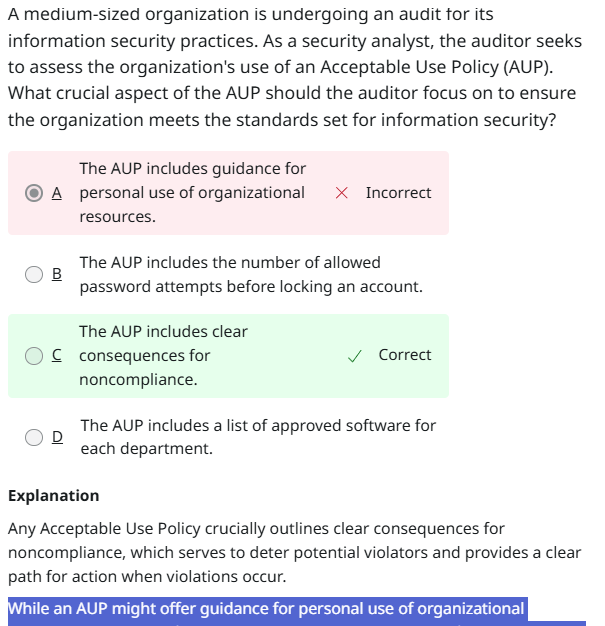 A medium-sized organization is undergoing an audit for its
information security practices. As a security analyst, the auditor seeks
to assess the organization's use of an Acceptable Use Policy (AUP).
What crucial aspect of the AUP should the auditor focus on to ensure
the organization meets the standards set for information security?
A The AUP includes guidance for
personal use of organizational
resources.
Incorrect
B The AUP includes the number of allowed
password attempts before locking an account.
C The AUP includes clear
consequences for
noncompliance.
Correct
D The AUP includes a list of approved software for
each department.
Explanation
Any Acceptable Use Policy crucially outlines clear consequences for
noncompliance, which serves to deter potential violators and provides a clear
path for action when violations occur.
While an AUP might offer guidance for personal use of organizational